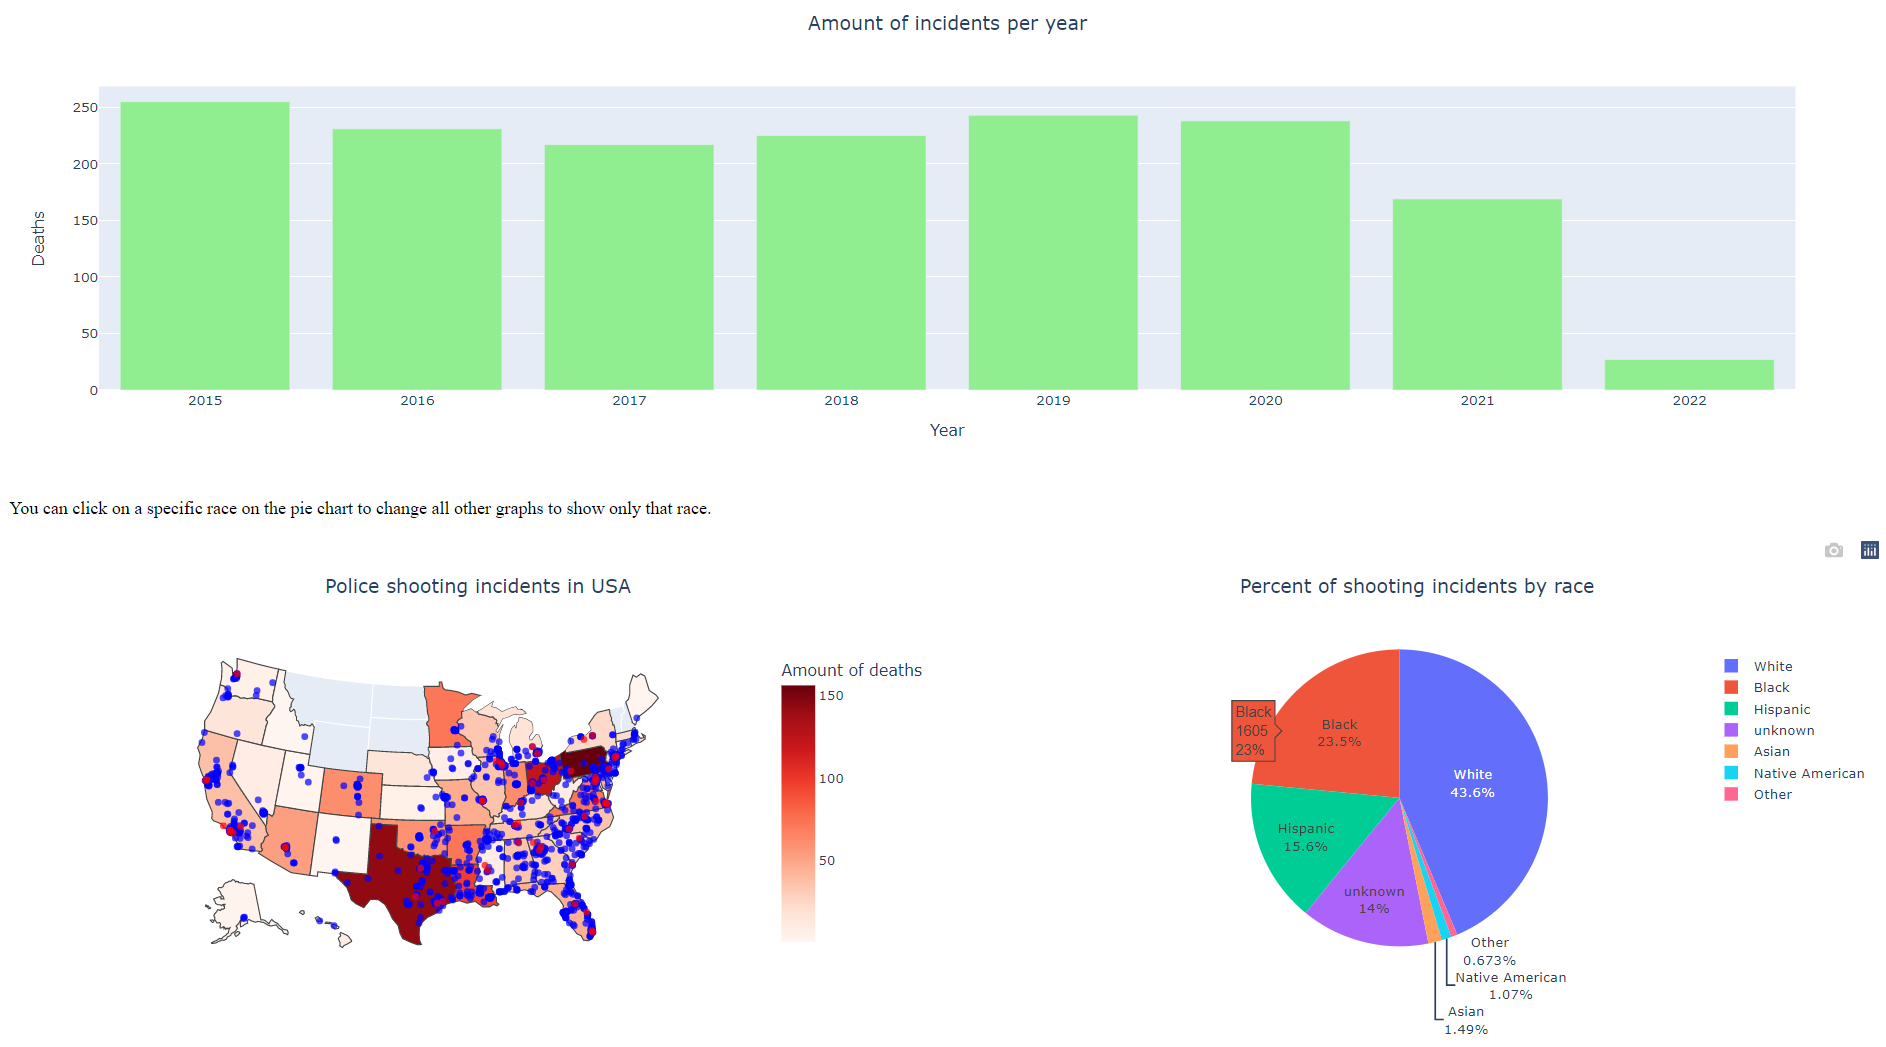 Amount of incidents per year
250
200
150
100
50
0
Deaths
2015 2016 2017 2018 2019 2020 2021 2022
Year
You can click on a specific race on the pie chart to change all other graphs to show only that race.
Police shooting incidents in USA
Amount of deaths
150
100
50
Percent of shooting incidents by race
Black
1605
23%
Black
23.5%
White
43.6%
Hispanic
15.6%
unknown
14%
Other
0.673%
Native American
1.07%
Asian
1.49%
White
Black
Hispanic
unknown
Asian
Native American
Other